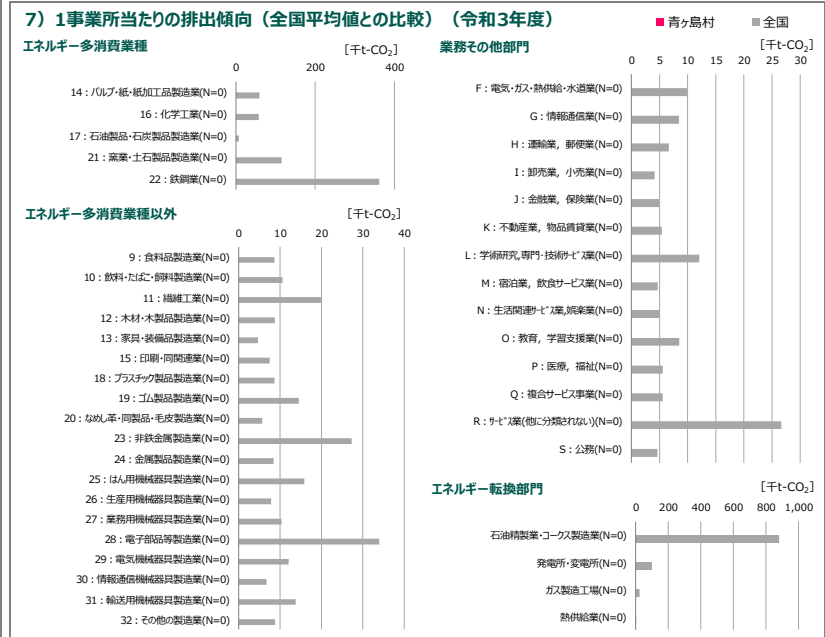 7）1事業所当たりの排出傾向（全国平均値との比較）（令和3年度）
■青ヶ島村 ■全国
エネルギー多消費業種
［千t-CO₂］
0 200 400
14：パルプ・紙・紙加工品製造業(N=0)
16：化学工業(N=0)
17：石油製品・石炭製品製造業(N=0)
21：窯業・土石製品製造業(N=0)
22：鉄鋼業(N=0)
エネルギー多消費業種以外
［千t-CO₂］
0 10 20 30 40
9：食料品製造業(N=0)
10：飲料・たばこ・飼料製造業(N=0)
11：繊維工業(N=0)
12：木材・木製品製造業(N=0)
13：家具・装備品製造業(N=0)
15：印刷・同関連業(N=0)
18：プラスチック製品製造業(N=0)
19：ゴム製品製造業(N=0)
20：なめし革・同製品・毛皮製造業(N=0)
23：非鉄金属製造業(N=0)
24：金属製品製造業(N=0)
25：はん用機械器具製造業(N=0)
26：生産用機械器具製造業(N=0)
27：業務用機械器具製造業(N=0)
28：電子部品等製造業(N=0)
29：電気機械器具製造業(N=0)
30：情報通信機械器具製造業(N=0)
31：輸送用機械器具製造業(N=0)
32：その他の製造業(N=0)
業務その他部門
［千t-CO₂］
0 5 10 15 20 25 30
F：電気・ガス・熱供給・水道業(N=0)
G：情報通信業(N=0)
H：運輸業，郵便業(N=0)
I：卸売業，小売業(N=0)
J：金融業，保険業(N=0)
K：不動産業，物品賃貸業(N=0)
L：学術研究,専門・技術ｻｰﾋﾞｽ業(N=0)
M：宿泊業，飲食サービス業(N=0)
N：生活関連ｻｰﾋﾞｽ業,娯楽業(N=0)
O：教育，学習支援業(N=0)
P：医療，福祉(N=0)
Q：複合サービス事業(N=0)
R：ｻｰﾋﾞｽ業(他に分類されない)(N=0)
S：公務(N=0)
エネルギー転換部門
［千t-CO₂］
0 200 400 600 800 1,000
石油精製業・コークス製造業(N=0)
発電所・変電所(N=0)
ガス製造工場(N=0)
熱供給業(N=0)